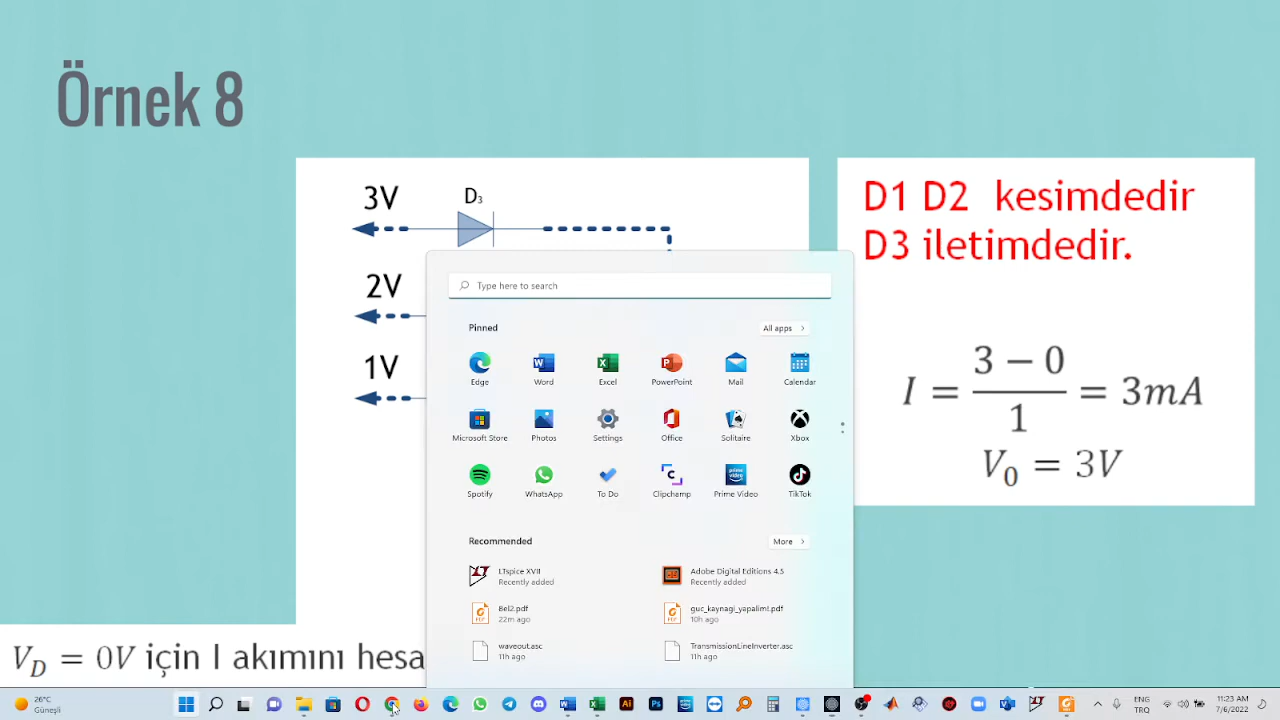 Örnek 8
3V
D3
2V
1V
D1 D2 kesimdedir
D3 iletimdedir.
I = 3 − 0 / 1 = 3mA
V0 = 3V
Type here to search
Pinned
All apps
Edge
Word
Excel
PowerPoint
Mail
Calendar
Microsoft Store
Photos
Settings
Office
Solitaire
Xbox
Spotify
WhatsApp
To Do
Clipchamp
Prime Video
TikTok
Recommended
More
LTspice XVII
Recently added
Adobe Digital Editions 4.5
Recently added
Bel2.pdf
22m ago
guc_kaynagi_yapalim!.pdf
10h ago
waveout.asc
11h ago
TransmissionLineInverter.asc
11h ago
VD = 0V için I akımını hesa
26°C
Güneşli
ENG
TRQ
11:23 AM
7/6/2022